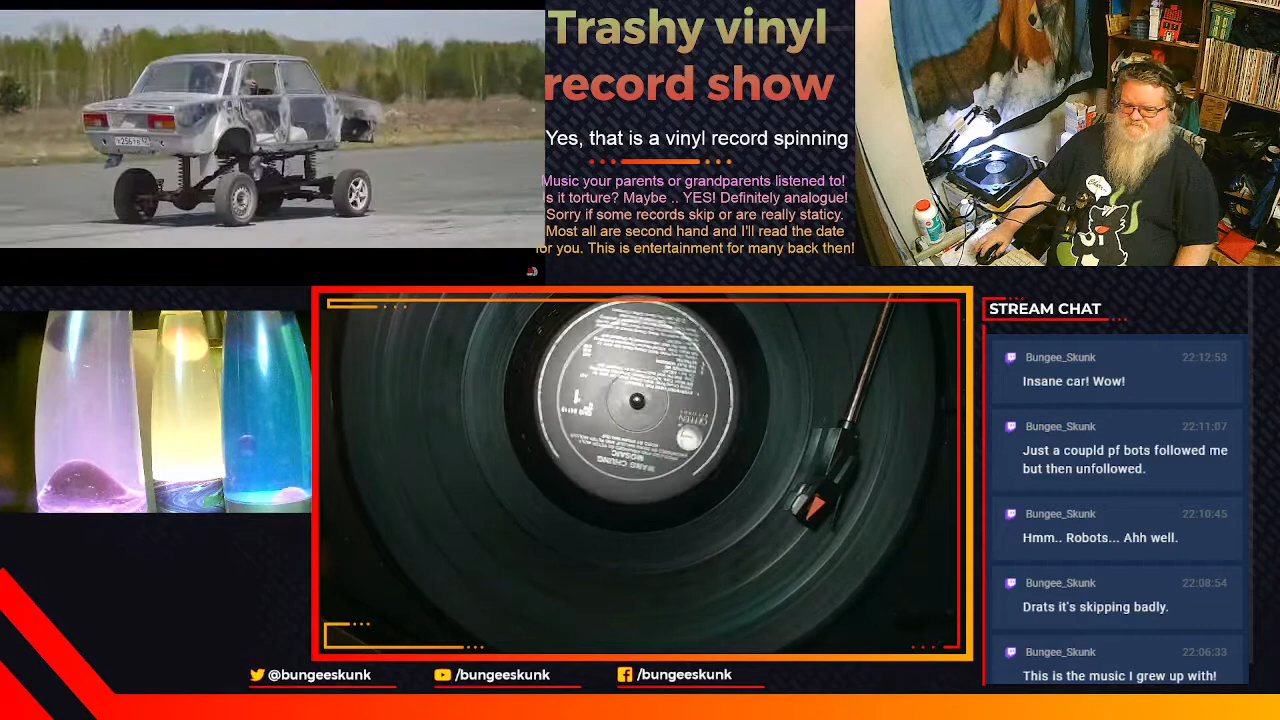 Trashy vinyl
record show
Yes, that is a vinyl record spinning
Music your parents or grandparents listened to!
Is it torture? Maybe .. YES! Definitely analogue!
Sorry if some records skip or are really staticy.
Most all are second hand and I'll read the date
for you. This is entertainment for many back then!
STREAM CHAT
Bungee_Skunk 22:12:53
Insane car! Wow!
Bungee_Skunk 22:11:07
Just a coupld pf bots followed me
but then unfollowed.
Bungee_Skunk 22:10:45
Hmm.. Robots... Ahh well.
Bungee_Skunk 22:08:54
Drats it's skipping badly.
Bungee_Skunk 22:06:33
This is the music I grew up with!
WANG CHUNG
MOSAIC
GEFFEN
1
@bungeeskunk
/bungeeskunk
/bungeeskunk